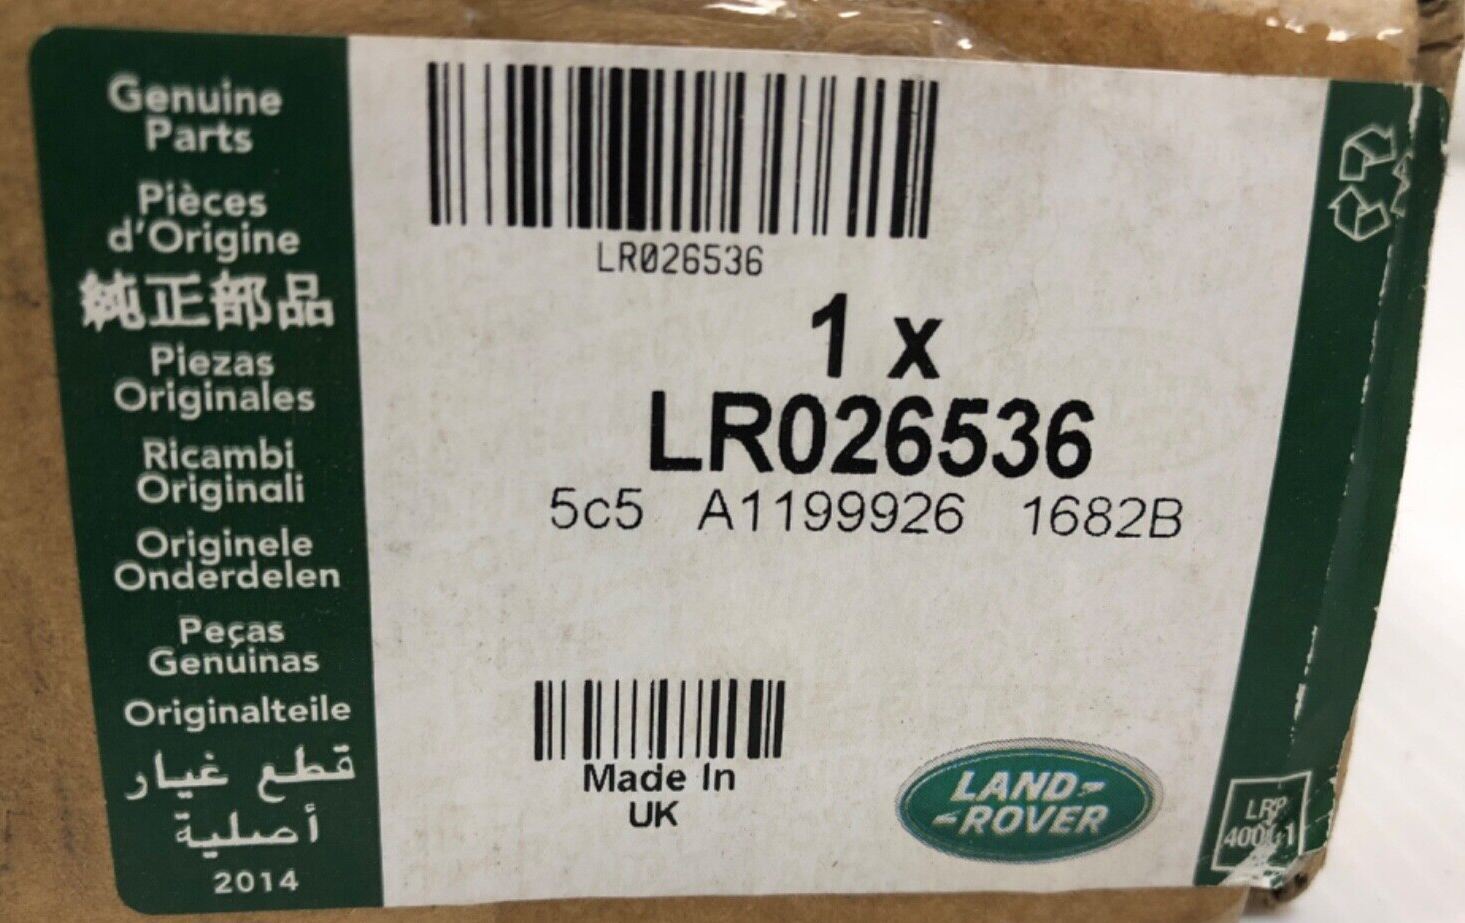 Genuine
Parts
Pièces
d'Origine
純正部品
Piezas
Originales
Ricambi
Originali
Originele
Onderdelen
Peças
Genuinas
Originalteile
قطع غيار
أصلية
2014
LR026536
1 x
LR026536
5c5 A1199926 1682B
Made In
UK
LAND-
-ROVER
LRP